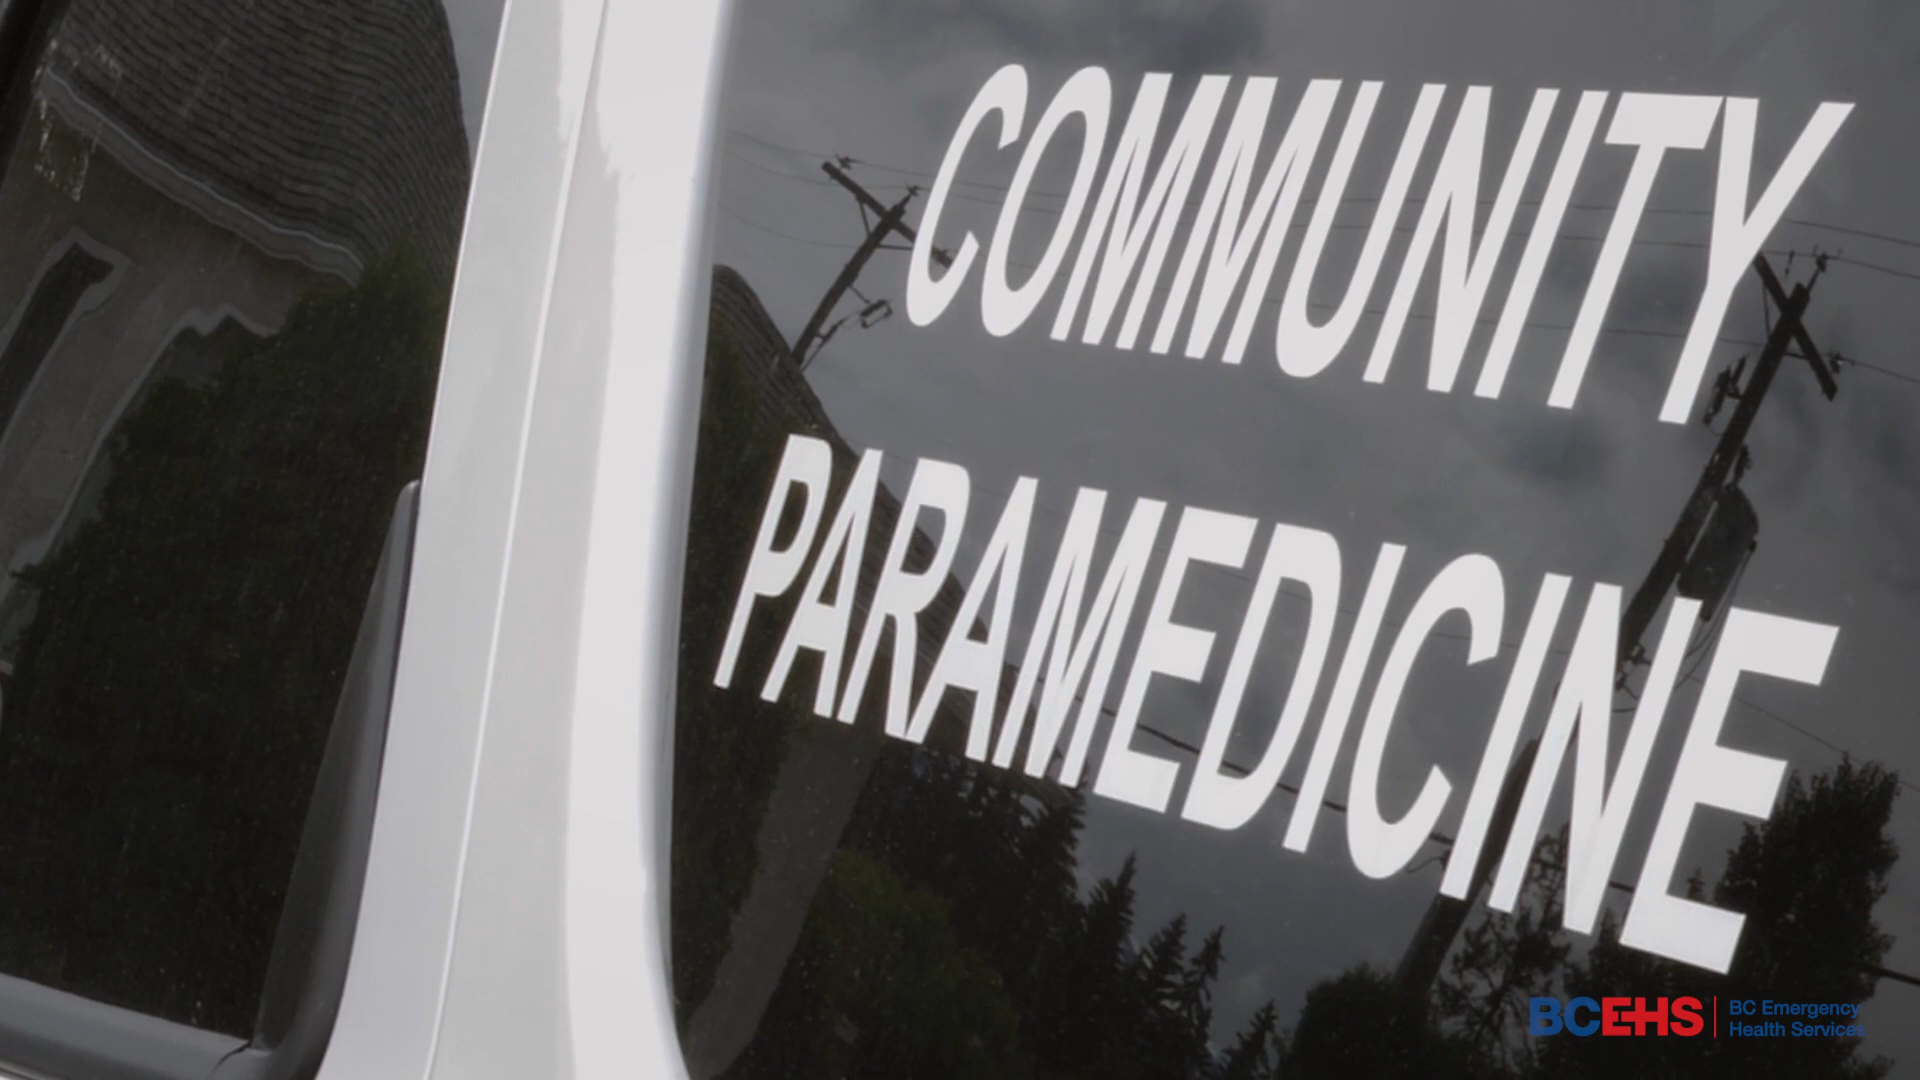 COMMUNITY
PARAMEDICINE
BCEHS
BC Emergency
Health Services